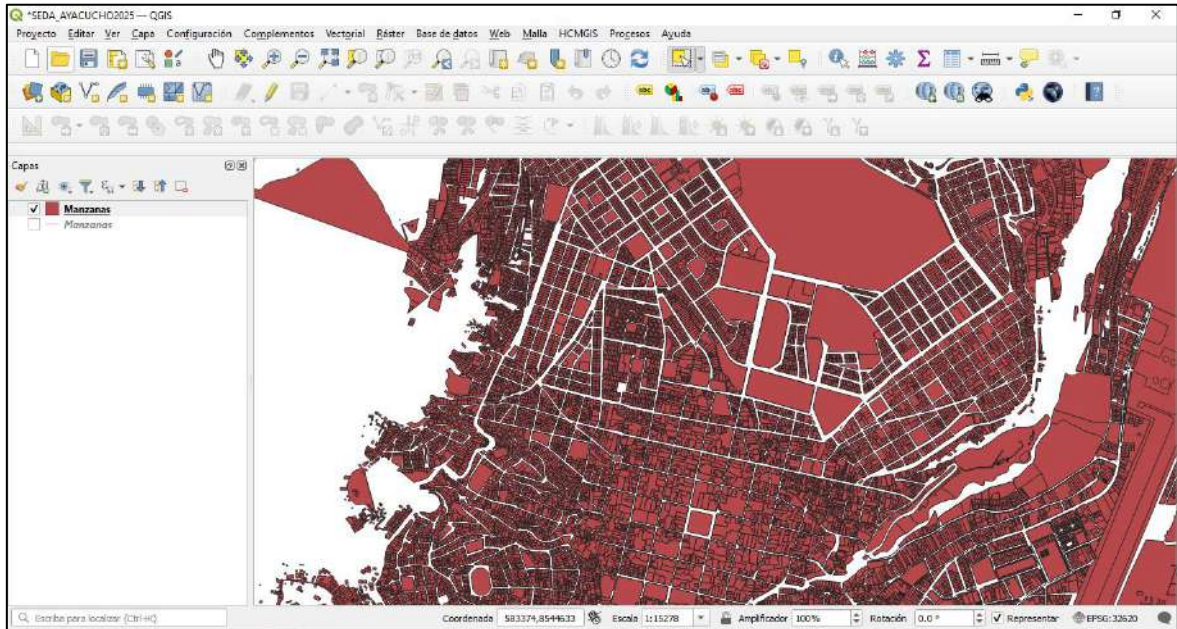 *SEDA_AYACUCHO2025 — QGIS
Proyecto Editar Ver Capa Configuración Complementos Vectorial Ráster Base de datos Web Malla HCMGIS Procesos Ayuda
Capas
Manzanas
Manzanas
Escriba para localizar (Ctrl+K)
Coordenada 583374,8544633 Escala 1:15278 Amplificador 100% Rotación 0.0 ° Representar EPSG:32620